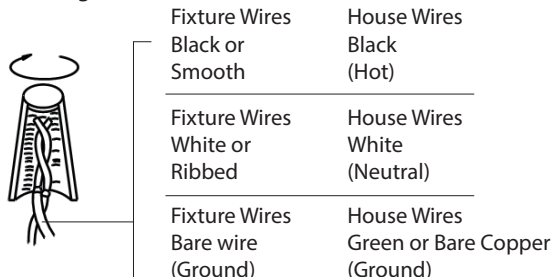 Fixture Wires House Wires
Black or Black
Smooth (Hot)
Fixture Wires House Wires
White or White
Ribbed (Neutral)
Fixture Wires House Wires
Bare wire Green or Bare Copper
(Ground) (Ground)